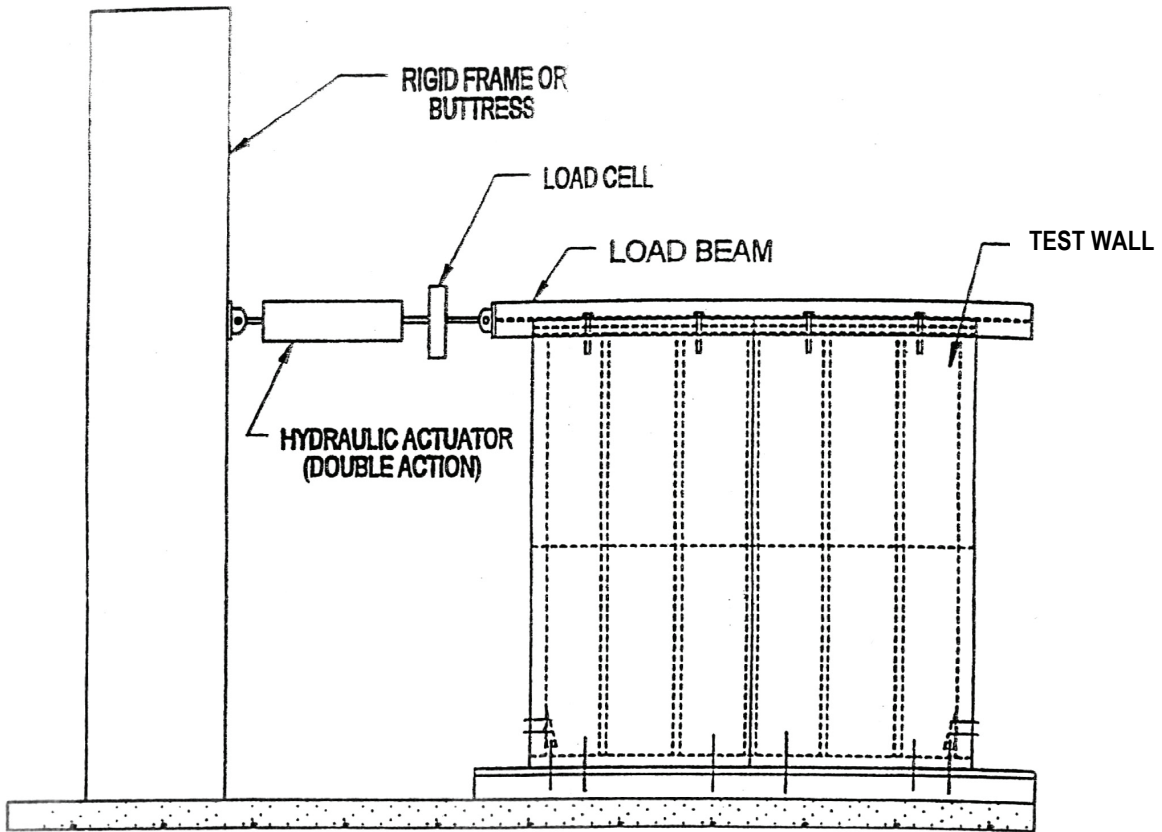 RIGID FRAME OR
BUTTRESS
LOAD CELL
LOAD BEAM
TEST WALL
HYDRAULIC ACTUATOR
(DOUBLE ACTION)